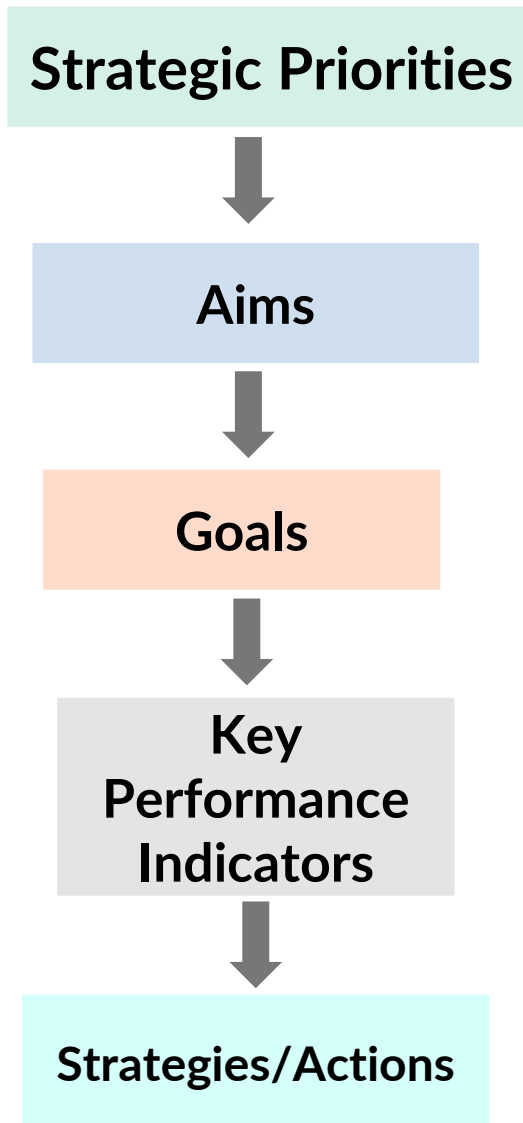 Strategic Priorities
Aims
Goals
Key
Performance
Indicators
Strategies/Actions